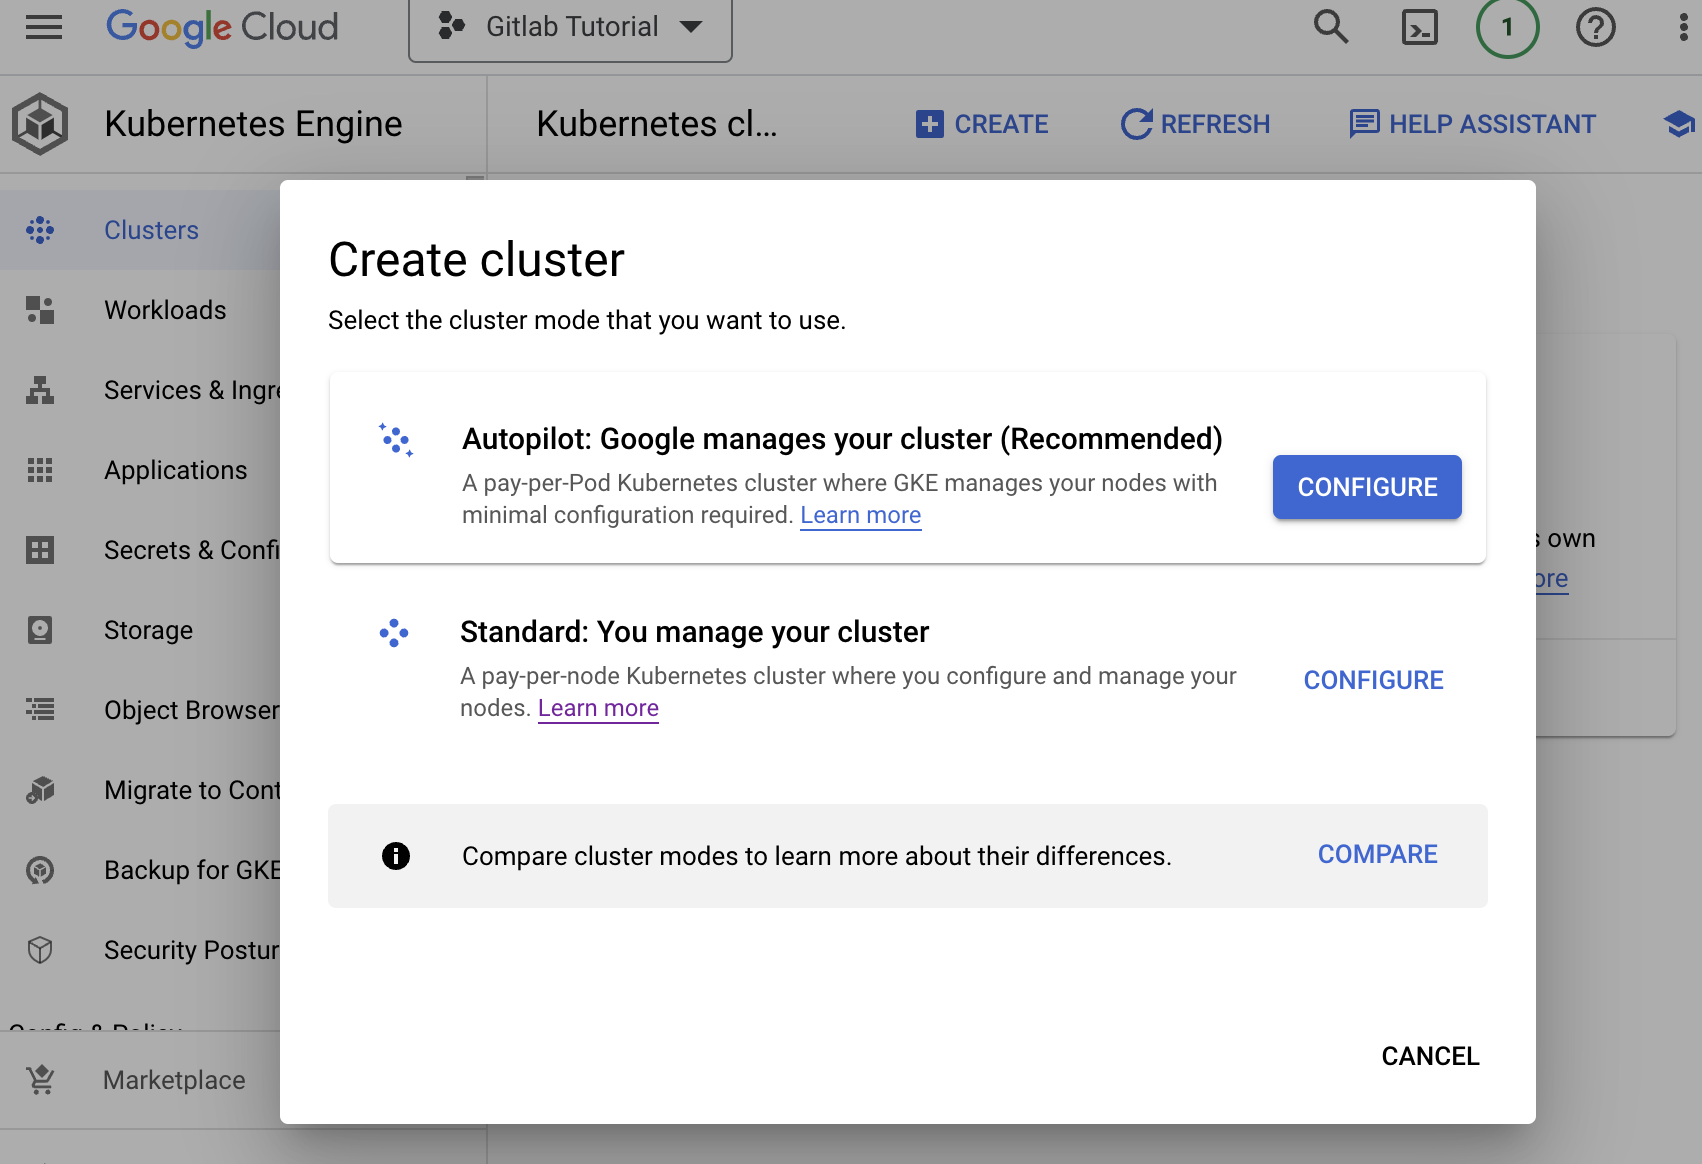 Google Cloud
Gitlab Tutorial
1
Kubernetes Engine
Kubernetes cl...
CREATE
REFRESH
HELP ASSISTANT
Clusters
Workloads
Services & Ingre
Applications
Secrets & Confi
Storage
Object Browser
Migrate to Cont
Backup for GKE
Security Postur
Config & Policy
Marketplace
Create cluster
Select the cluster mode that you want to use.
Autopilot: Google manages your cluster (Recommended)
A pay-per-Pod Kubernetes cluster where GKE manages your nodes with
minimal configuration required. Learn more
CONFIGURE
Standard: You manage your cluster
A pay-per-node Kubernetes cluster where you configure and manage your
nodes. Learn more
CONFIGURE
Compare cluster modes to learn more about their differences.
COMPARE
CANCEL
s own
ore